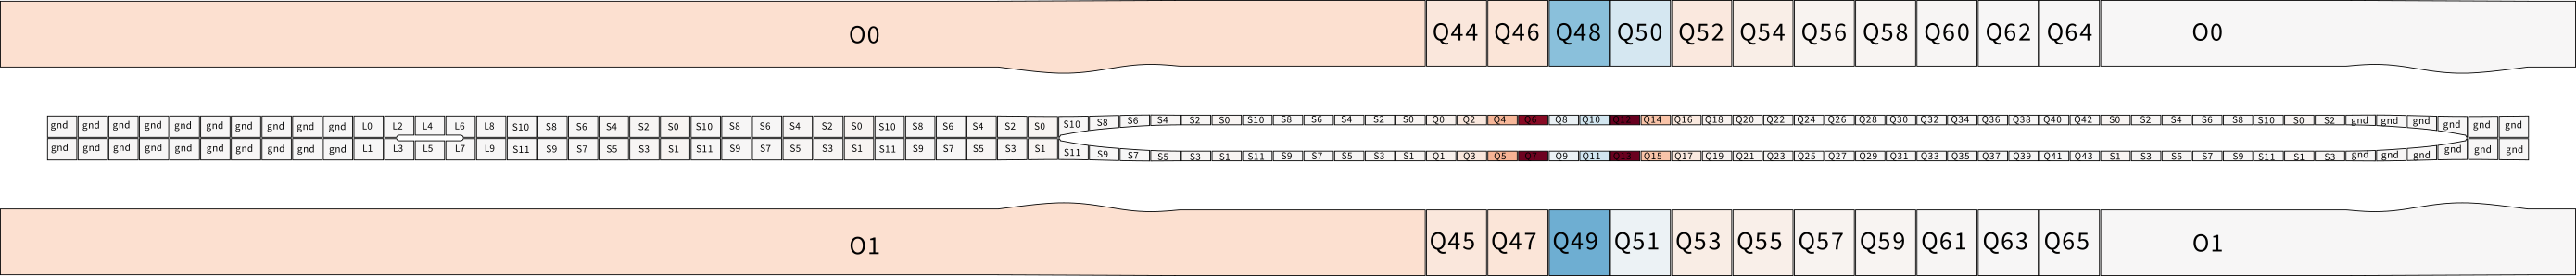 O0 Q44 Q46 Q48 Q50 Q52 Q54 Q56 Q58 Q60 Q62 Q64 O0
gnd gnd gnd gnd gnd gnd gnd gnd gnd gnd L0 L2 L4 L6 L8 S10 S8 S6 S4 S2 S0 S10 S8 S6 S4 S2 S0 S10 S8 S6 S4 S2 S0 S10 S8 S6 S4 S2 S0 S10 S8 S6 S4 S2 S0 Q0 Q2 Q4 Q6 Q8 Q10 Q12 Q14 Q16 Q18 Q20 Q22 Q24 Q26 Q28 Q30 Q32 Q34 Q36 Q38 Q40 Q42 S0 S2 S4 S6 S8 S10 S0 S2 gnd gnd gnd gnd gnd gnd
gnd gnd gnd gnd gnd gnd gnd gnd gnd gnd L1 L3 L5 L7 L9 S11 S9 S7 S5 S3 S1 S11 S9 S7 S5 S3 S1 S11 S9 S7 S5 S3 S1 S11 S9 S7 S5 S3 S1 S11 S9 S7 S5 S3 S1 Q1 Q3 Q5 Q7 Q9 Q11 Q13 Q15 Q17 Q19 Q21 Q23 Q25 Q27 Q29 Q31 Q33 Q35 Q37 Q39 Q41 Q43 S1 S3 S5 S7 S9 S11 S1 S3 gnd gnd gnd gnd gnd gnd
O1 Q45 Q47 Q49 Q51 Q53 Q55 Q57 Q59 Q61 Q63 Q65 O1